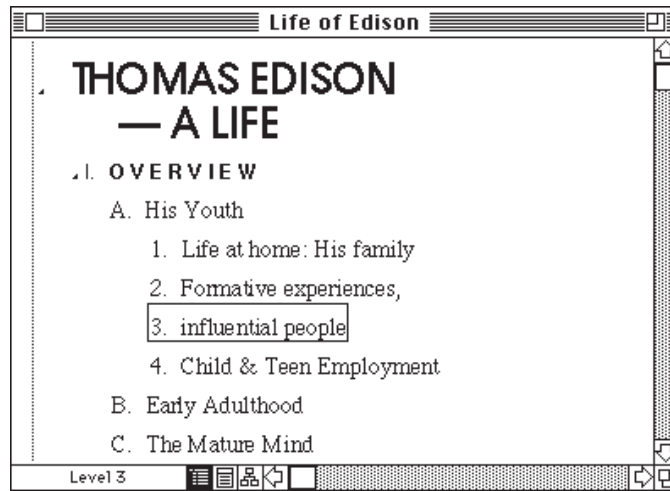 Life of Edison
THOMAS EDISON
— A LIFE
I. OVERVIEW
A. His Youth
1. Life at home: His family
2. Formative experiences,
3. influential people
4. Child & Teen Employment
B. Early Adulthood
C. The Mature Mind
Level 3